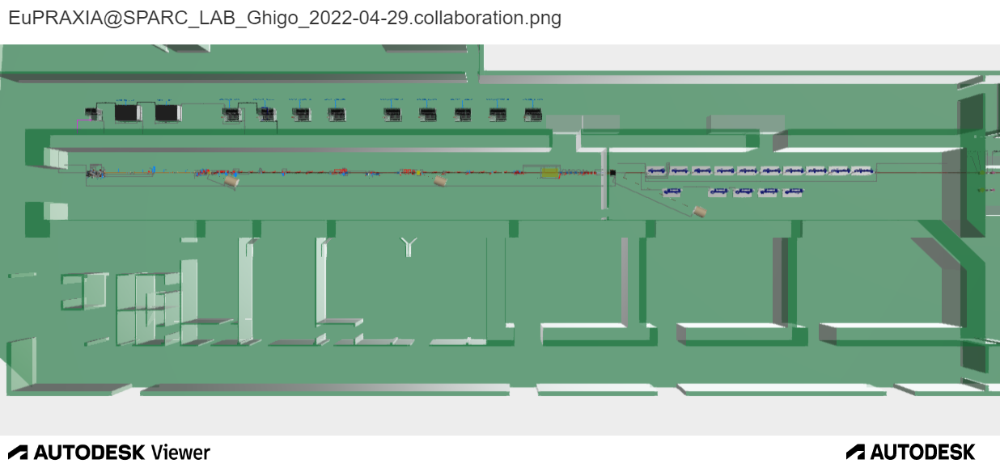 EuPRAXIA@SPARC_LAB_Ghigo_2022-04-29.collaboration.png
AUTODESK Viewer
AUTODESK